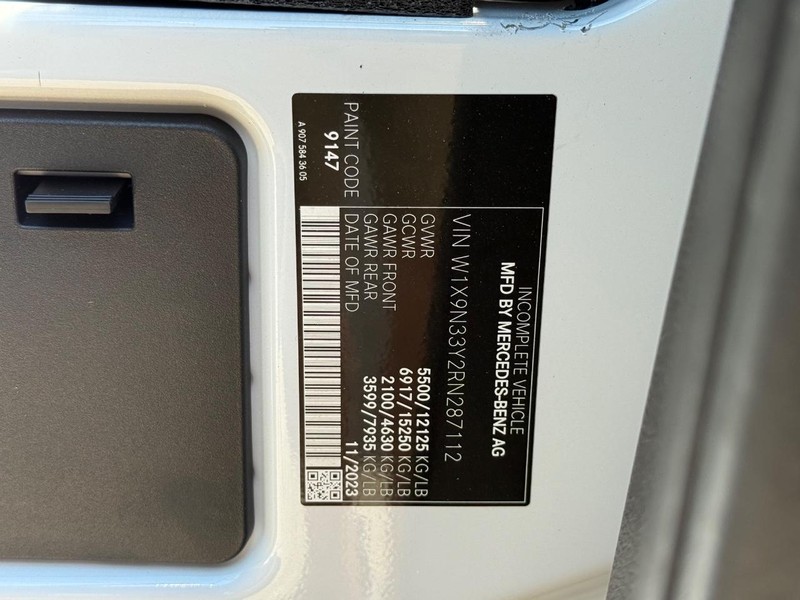 INCOMPLETE VEHICLE
MFD BY MERCEDES-BENZ AG
VIN W1X9N33Y2RN287112
GVWR 5500/12125 KG/LB
GCWR 6917/15250 KG/LB
GAWR FRONT 2100/4630 KG/LB
GAWR REAR 3599/7935 KG/LB
DATE OF MFD 11/2023
PAINT CODE
9147
A 907 584 36 05